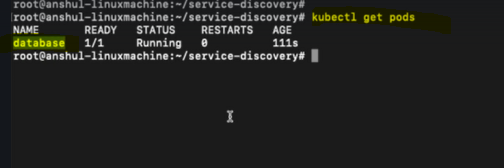 root@anshul-linuxmachine:~/service-discovery#
root@anshul-linuxmachine:~/service-discovery# kubectl get pods
NAME READY STATUS RESTARTS AGE
database 1/1 Running 0 111s
root@anshul-linuxmachine:~/service-discovery#